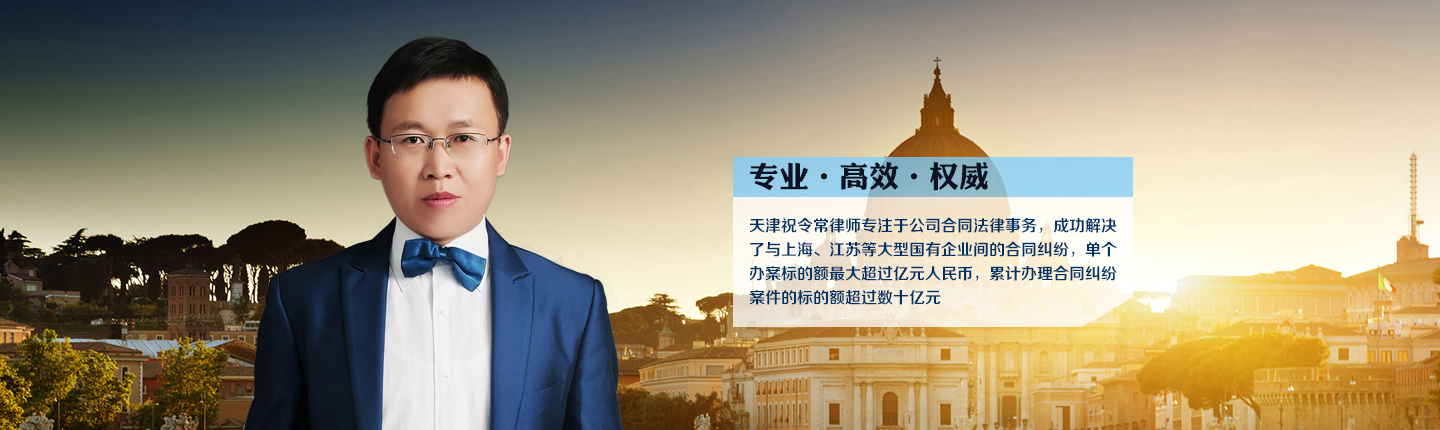 专业·高效·权威
天津祝令常律师专注于公司合同法律事务，成功解决
了与上海、江苏等大型国有企业间的合同纠纷，单个
办案标的额最大超过亿元人民币，累计办理合同纠纷
案件的标的额超过数十亿元